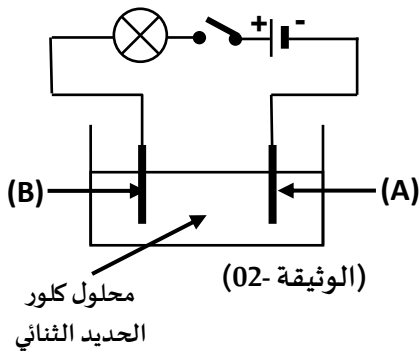 + -
(B) (A)
(الوثيقة -02)
محلول كلور
الحديد الثنائي